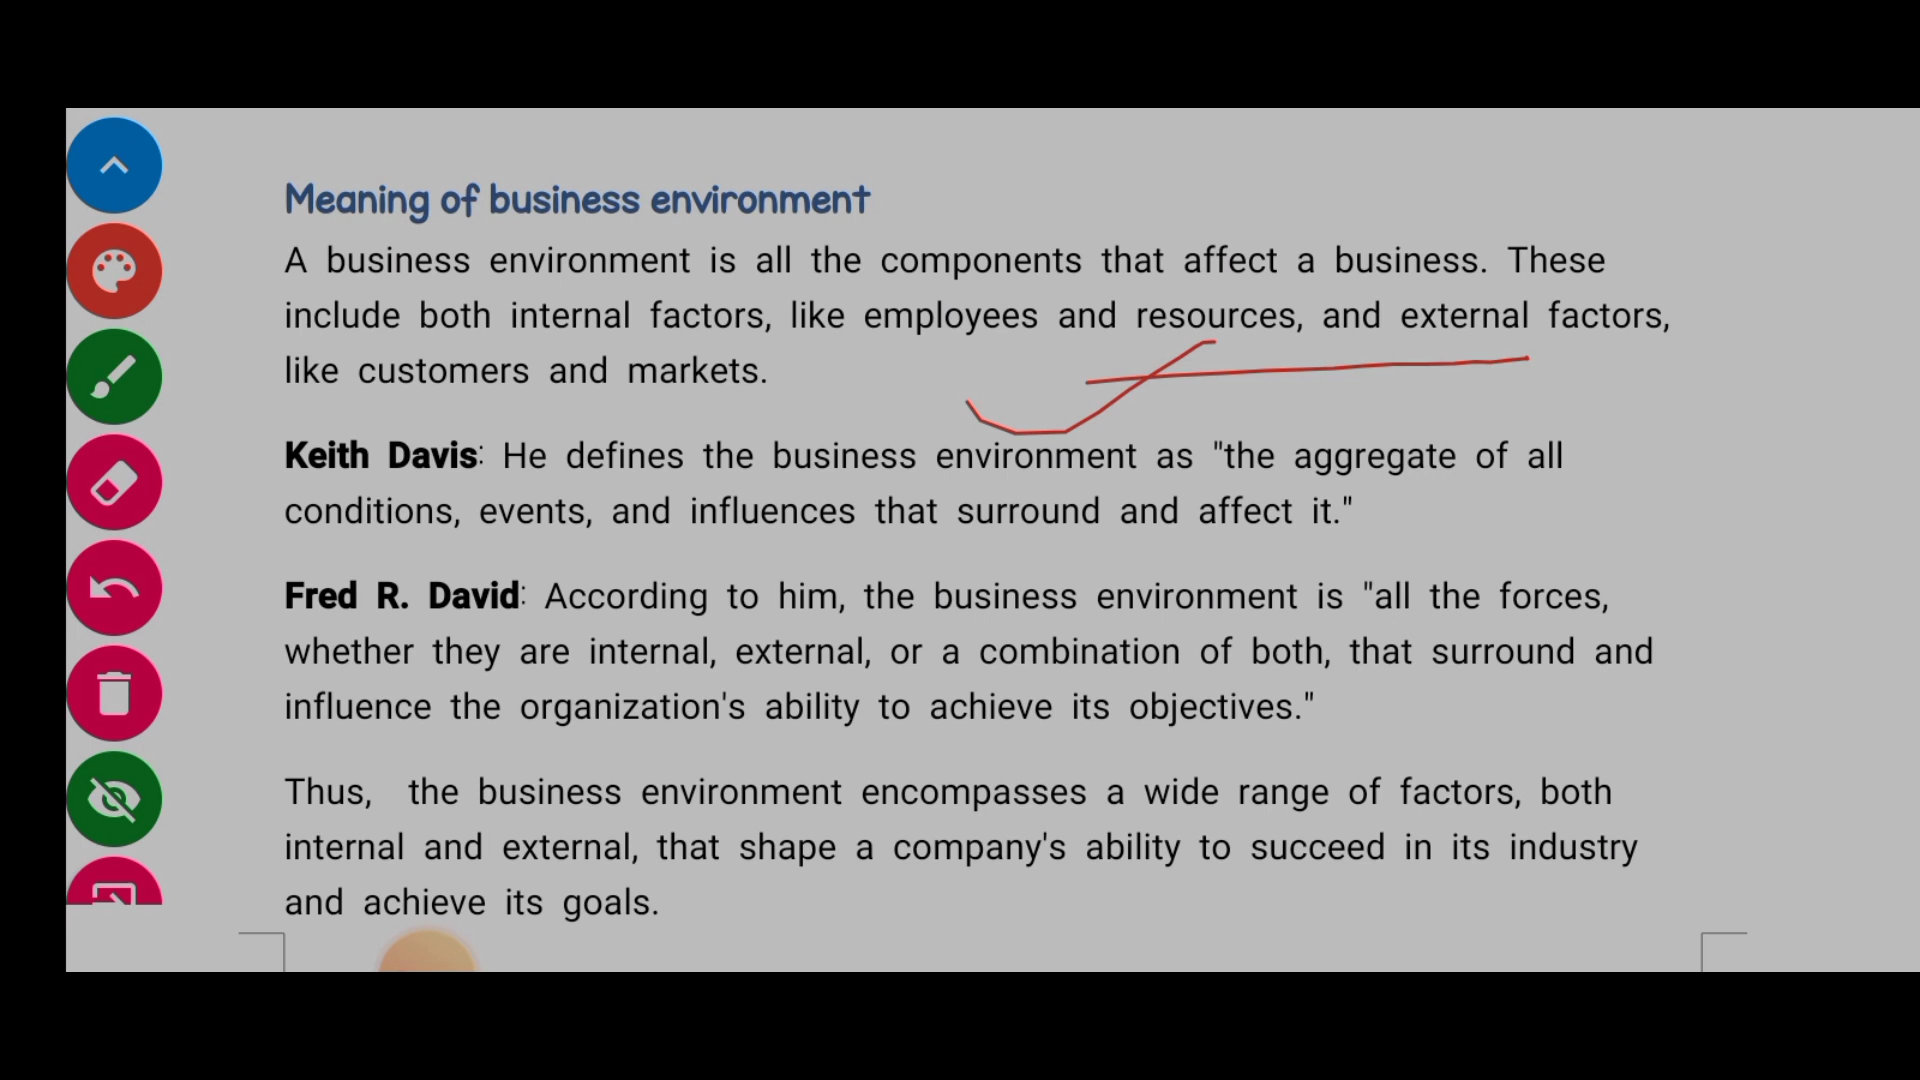 Meaning of business environment
A business environment is all the components that affect a business. These
include both internal factors, like employees and resources, and external factors,
like customers and markets.
Keith Davis: He defines the business environment as "the aggregate of all
conditions, events, and influences that surround and affect it."
Fred R. David: According to him, the business environment is "all the forces,
whether they are internal, external, or a combination of both, that surround and
influence the organization's ability to achieve its objectives."
Thus, the business environment encompasses a wide range of factors, both
internal and external, that shape a company's ability to succeed in its industry
and achieve its goals.